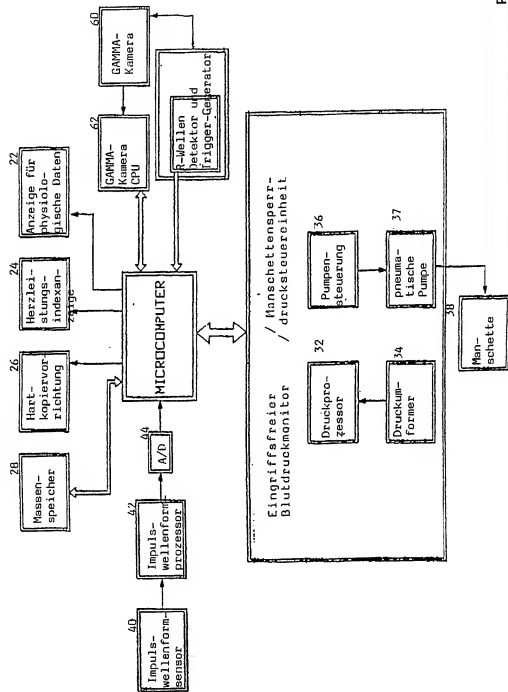 60
GAMMA-
Kamera
62
GAMMA-
Kamera
CPU
R-Wellen
Detektor und
Trigger-Gegerator
22
Anzeige für
physiolo-
gische Daten
24
Herzlei-
stungs-
indexan-
zeige
26
Hart-
kopiervor-
richtung
28
Massen-
speicher
MICROCOMPUTER
44
A/D
42
Impuls-
wellenform-
prozessor
40
Impuls-
wellenform-
sensor
Eingriffsfreier / Manschettensperr-
Blutdruckmonitor / drucksteuereinheit
36
Pumpen-
steuerung
37
pneuma-
tische
Pumpe
32
Druckpro-
zessor
34
Druckum-
former
38
Man-
schette
F